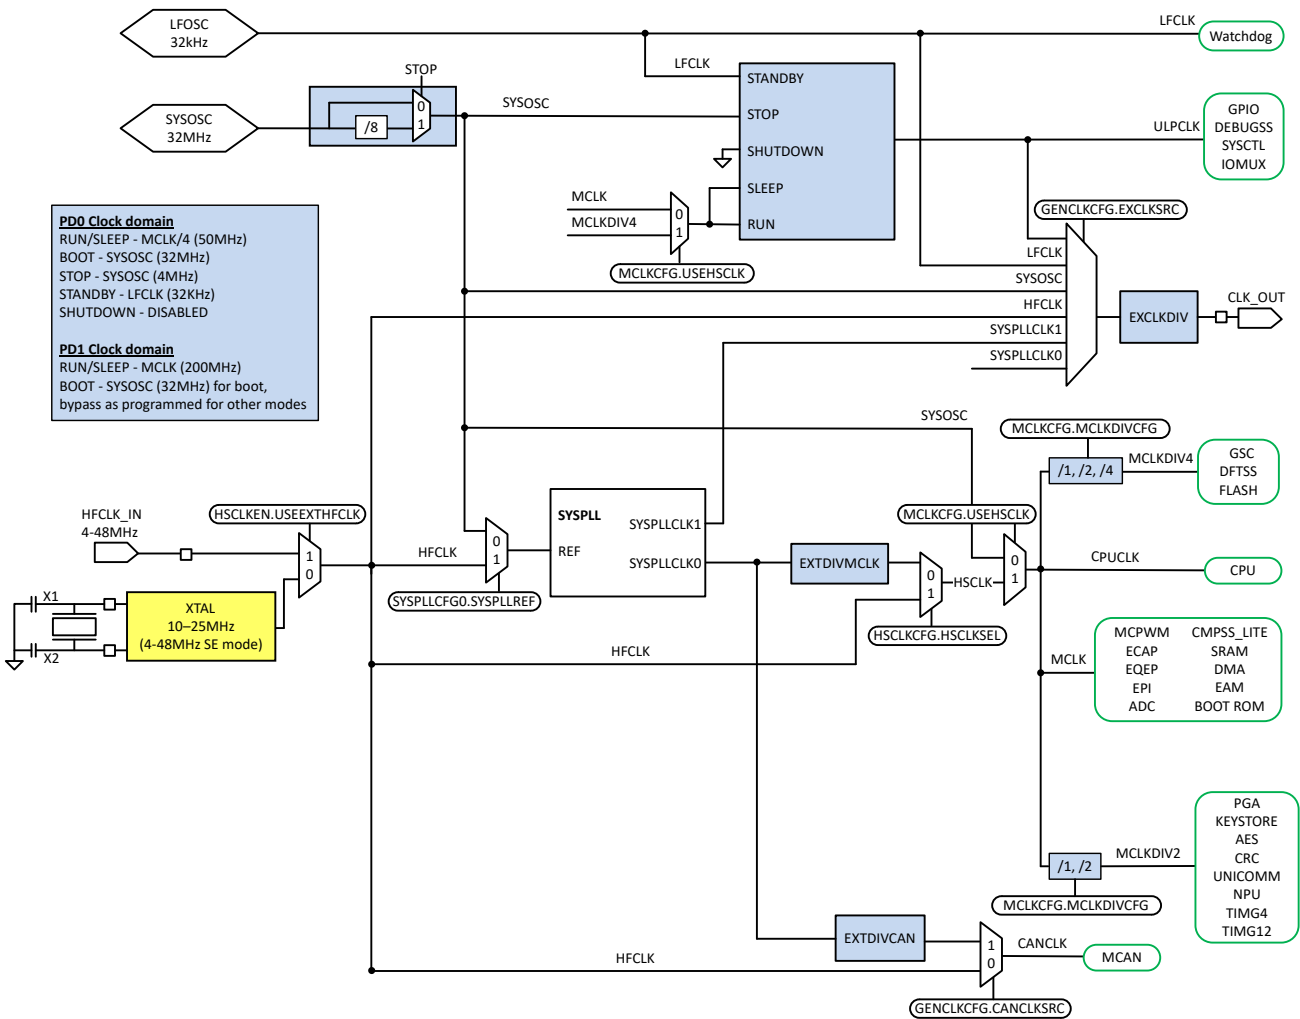 LFOSC
32kHz
LFCLK
Watchdog
STOP
LFCLK
STANDBY
SYSOSC
32MHz
/8
0
1
SYSOSC
STOP
ULPCLK
GPIO
DEBUGSS
SYSCTL
IOMUX
SHUTDOWN
SLEEP
RUN
MCLK
MCLKDIV4
0
1
MCLKCFG.USEHSCLK
PD0 Clock domain
RUN/SLEEP - MCLK/4 (50MHz)
BOOT - SYSOSC (32MHz)
STOP - SYSOSC (4MHz)
STANDBY - LFCLK (32KHz)
SHUTDOWN - DISABLED
PD1 Clock domain
RUN/SLEEP - MCLK (200MHz)
BOOT - SYSOSC (32MHz) for boot,
bypass as programmed for other modes
GENCLKCFG.EXCLKSRC
LFCLK
SYSOSC
HFCLK
SYSPLLCLK1
SYSPLLCLK0
EXCLKDIV
CLK_OUT
SYSOSC
MCLKCFG.MCLKDIVCFG
/1, /2, /4
MCLKDIV4
GSC
DFTSS
FLASH
HFCLK_IN
4-48MHz
HSCLKEN.USEEXTHFCLK
1
0
HFCLK
0
1
SYSPLLCFG0.SYSPLLREF
SYSPLL
REF
SYSPLLCLK1
SYSPLLCLK0
EXTDIVMCLK
0
1
HSCLK
HSCLKCFG.HSCLKSEL
MCLKCFG.USEHSCLK
0
1
CPUCLK
CPU
X1
X2
XTAL
10–25MHz
(4-48MHz SE mode)
HFCLK
MCLK
MCPWM CMPSS_LITE
ECAP SRAM
EQEP DMA
EPI EAM
ADC BOOT ROM
/1, /2
MCLKDIV2
MCLKCFG.MCLKDIVCFG
PGA
KEYSTORE
AES
CRC
UNICOMM
NPU
TIMG4
TIMG12
EXTDIVCAN
HFCLK
1
0
CANCLK
MCAN
GENCLKCFG.CANCLKSRC